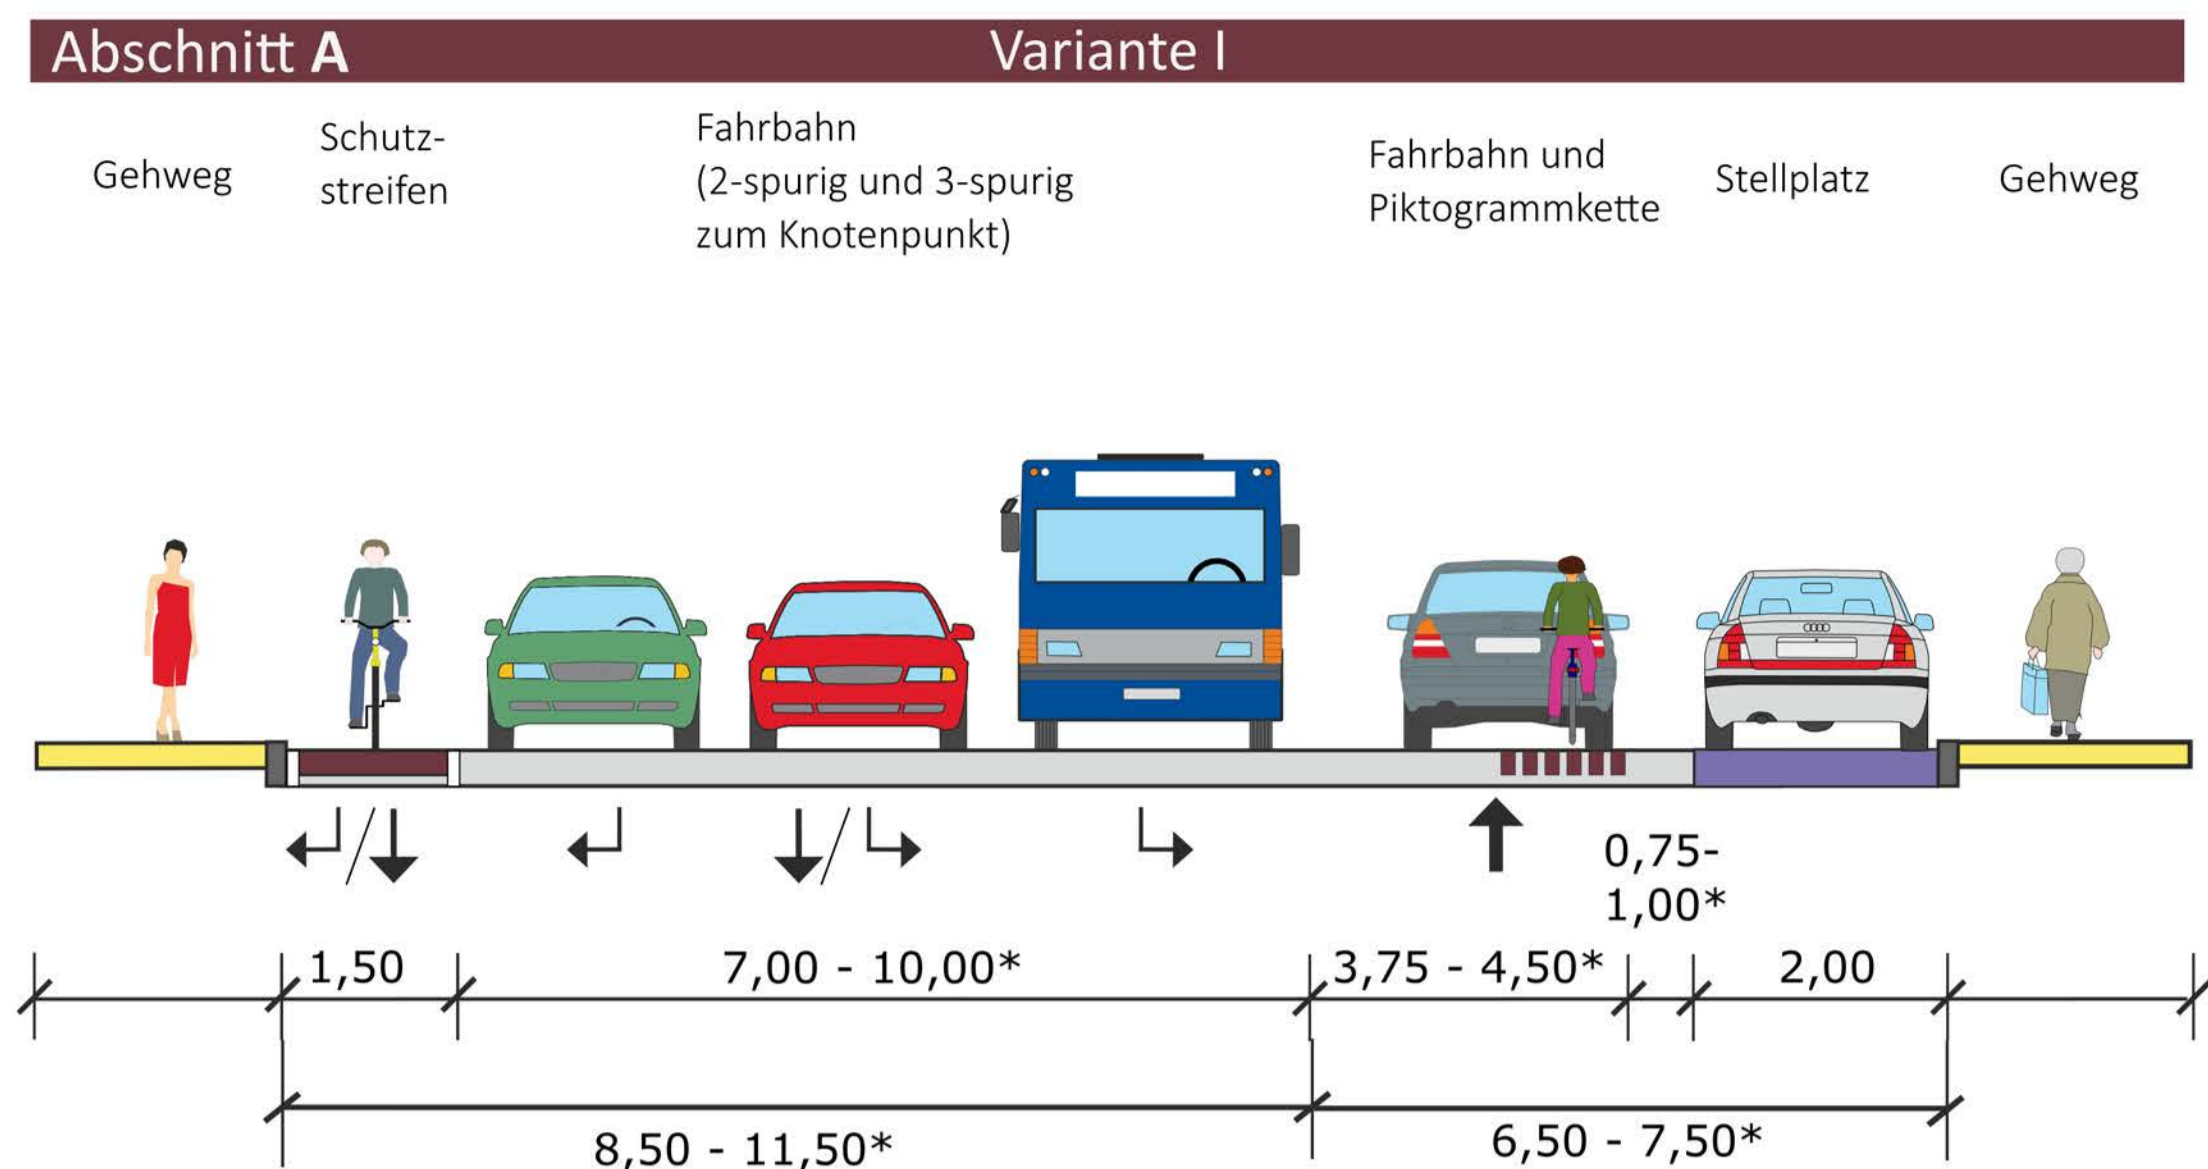 Abschnitt A
Variante I
Gehweg
Schutz-
streifen
Fahrbahn
(2-spurig und 3-spurig
zum Knotenpunkt)
Fahrbahn und
Piktogrammkette
Stellplatz
Gehweg
0,75-
1,00*
1,50
7,00 - 10,00*
3,75 - 4,50*
2,00
8,50 - 11,50*
6,50 - 7,50*